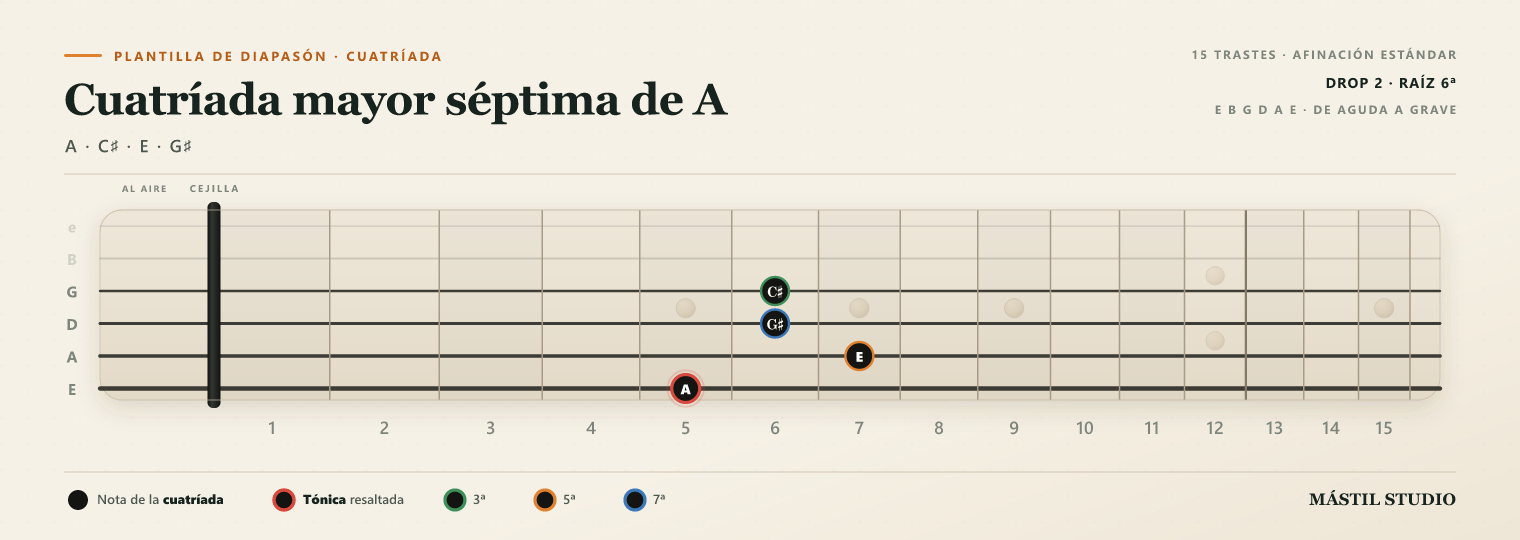 PLANTILLA DE DIAPASÓN · CUATRÍADA
15 TRASTES · AFINACIÓN ESTÁNDAR
Cuatríada mayor séptima de A
DROP 2 · RAÍZ 6ª
E B G D A E · DE AGUDA A GRAVE
A · C♯ · E · G♯
AL AIRE CEJILLA
e
B
G C♯
D G♯
A E
E A
1 2 3 4 5 6 7 8 9 10 11 12 13 14 15
Nota de la cuatríada Tónica resaltada 3ª 5ª 7ª MÁSTIL STUDIO